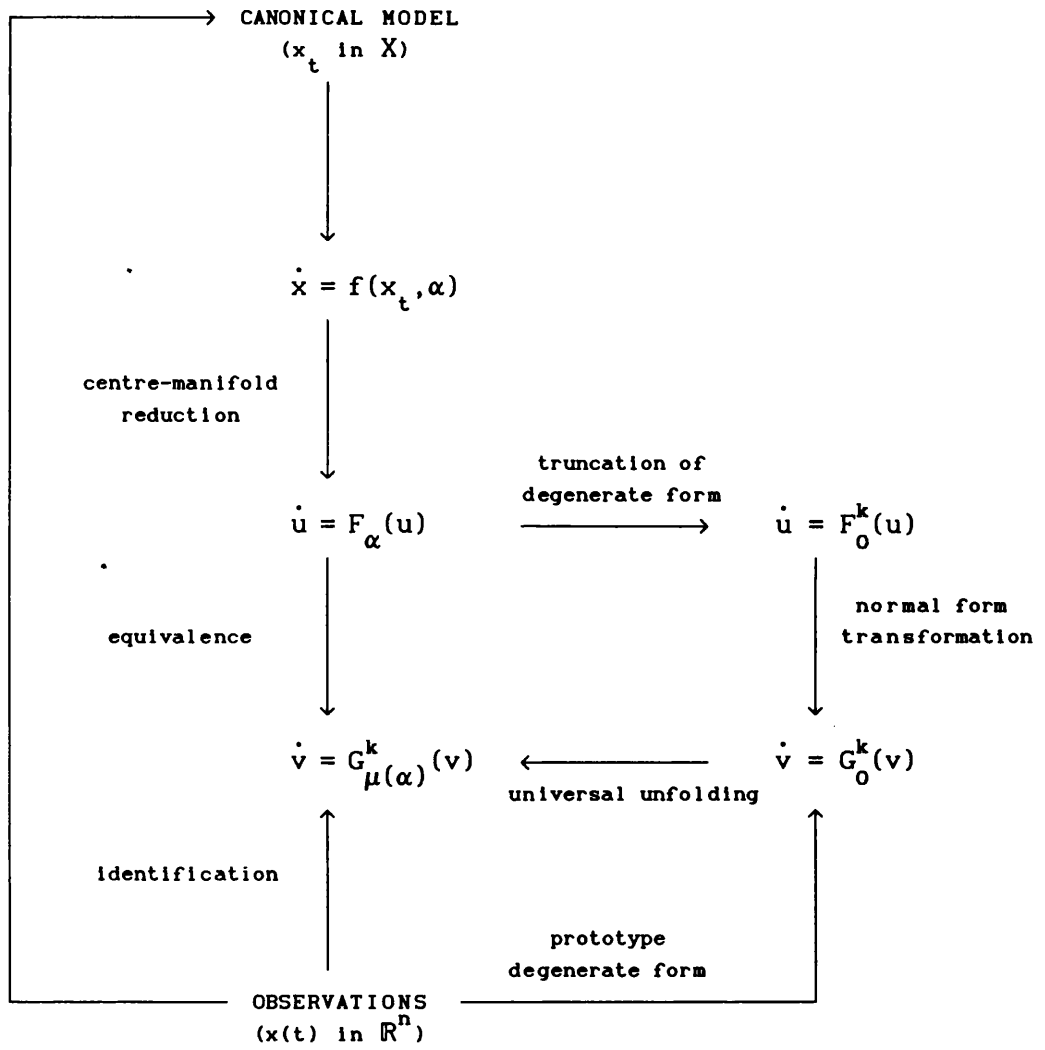 CANONICAL MODEL
(x_t in X)
ẋ = f(x_t, α)
centre-manifold
reduction
truncation of
degenerate form
u̇ = F_α(u)
u̇ = F_0^k(u)
equivalence
normal form
transformation
v̇ = G_μ(α)^k(v)
v̇ = G_0^k(v)
universal unfolding
identification
prototype
degenerate form
OBSERVATIONS
(x(t) in ℝ^n)